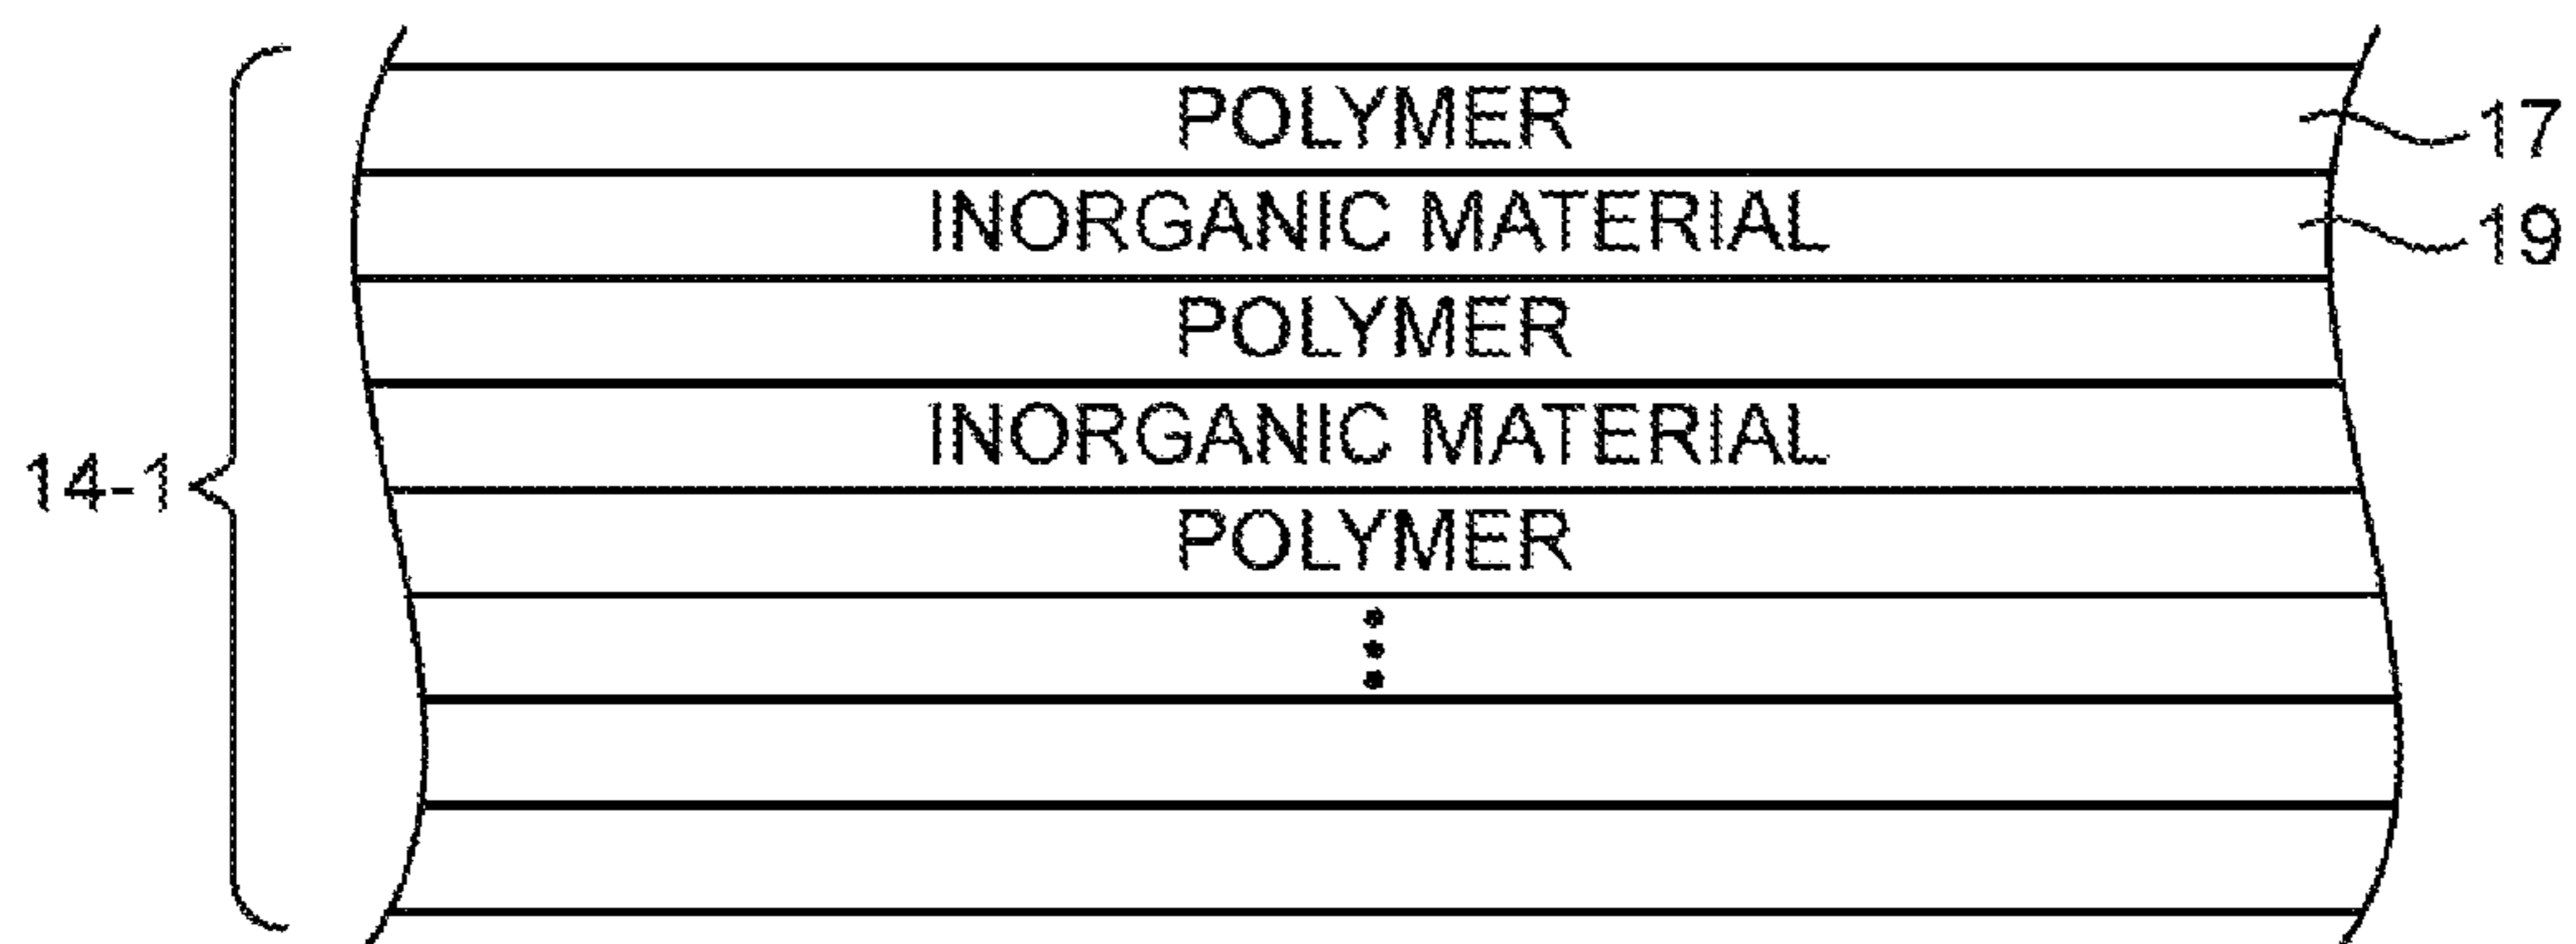 POLYMER
17
INORGANIC MATERIAL
19
POLYMER
INORGANIC MATERIAL
14-1
POLYMER